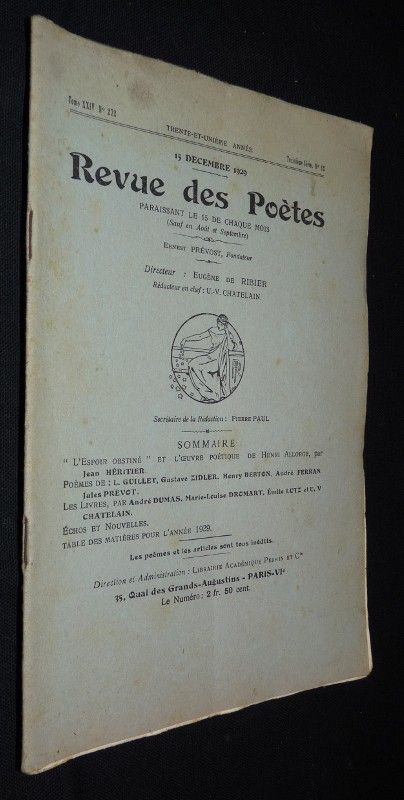 Tome XXIV N° 272
TRENTE-ET-UNIÈME ANNÉE
Troisième Série, N° 12
15 DECEMBRE 1929
Revue des Poètes
PARAISSANT LE 15 DE CHAQUE MOIS
(Sauf en Août et Septembre)
ERNEST PRÉVOST, Fondateur
Directeur : EUGÈNE DE RIBIER
Rédacteur en chef : U.-V. CHATELAIN
Secrétaire de la Rédaction : PIERRE PAUL
SOMMAIRE
" L'ESPOIR OBSTINÉ " ET L'ŒUVRE POÉTIQUE DE HENRI ALLORGE, par
Jean HÉRITIER.
POÈMES DE : L. GUILLET, Gustave ZIDLER, Henry BERTON, André FERRAN
Jules PRÉVOT.
LES LIVRES, PAR André DUMAS, Marie-Louise DROMART, Émile LUTZ et U. V
CHATELAIN.
ÉCHOS ET NOUVELLES.
TABLE DES MATIÈRES POUR L'ANNÉE 1929.
Les poèmes et les articles sont tous inédits.
Direction et Administration : LIBRAIRIE ACADÉMIQUE PERRIN ET Cie
35, Quai des Grands-Augustins - PARIS-VIe
Le Numéro : 2 fr. 50 cent